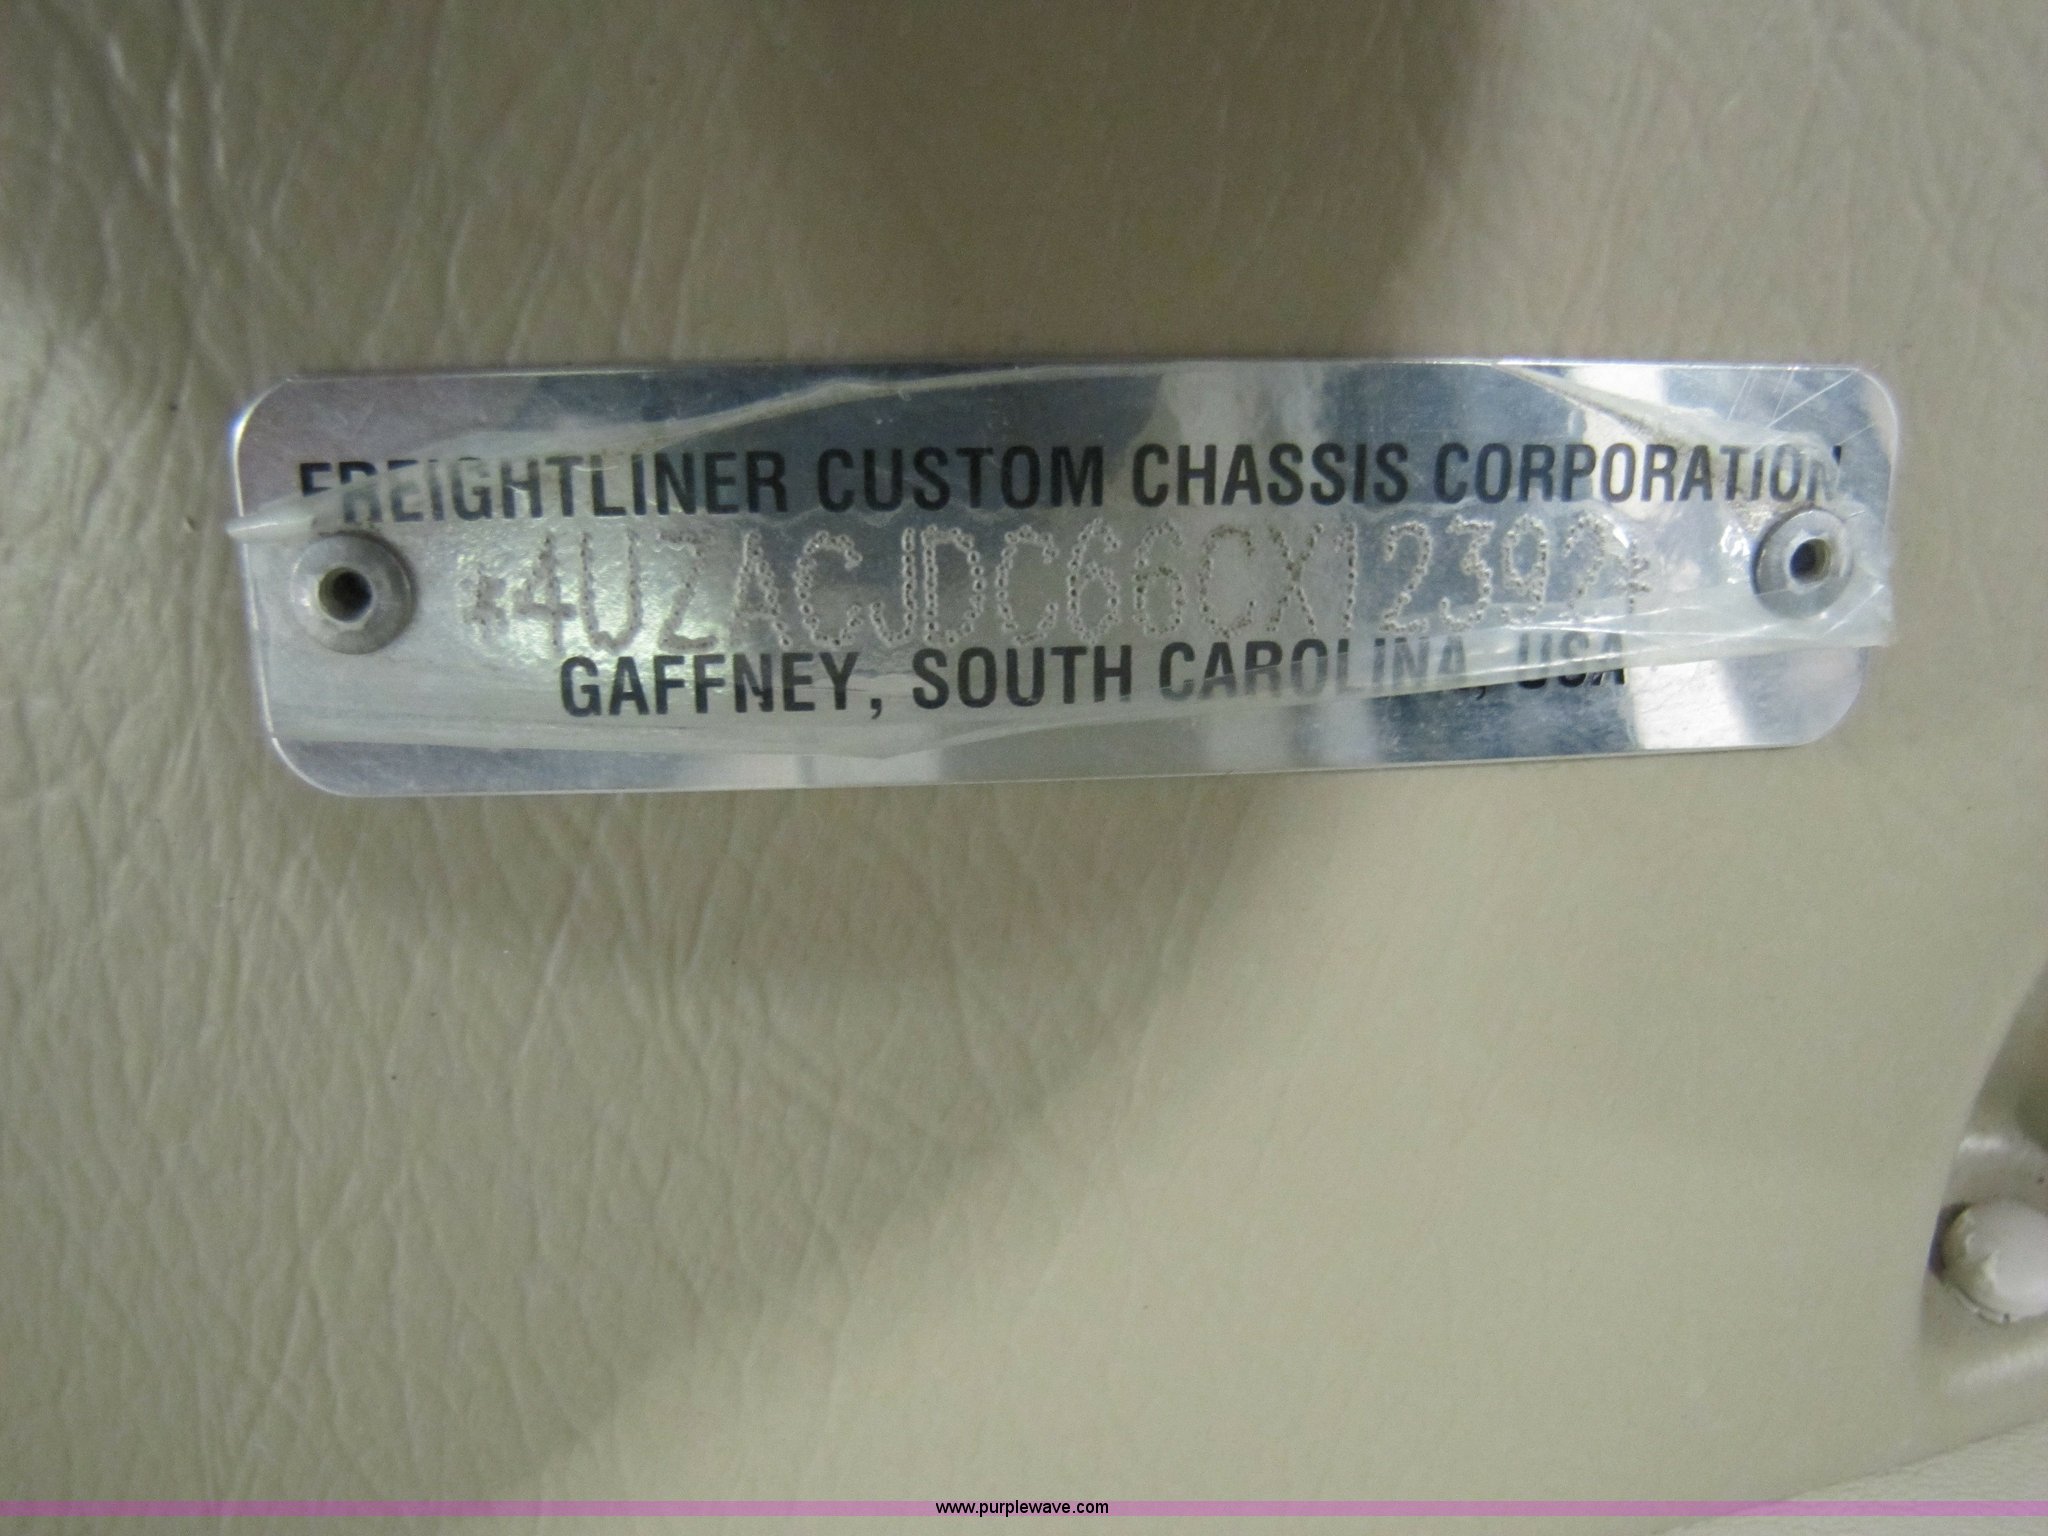 FREIGHTLINER CUSTOM CHASSIS CORPORATION
*4UZACJDC66CX12392*
GAFFNEY, SOUTH CAROLINA, USA
www.purplewave.com